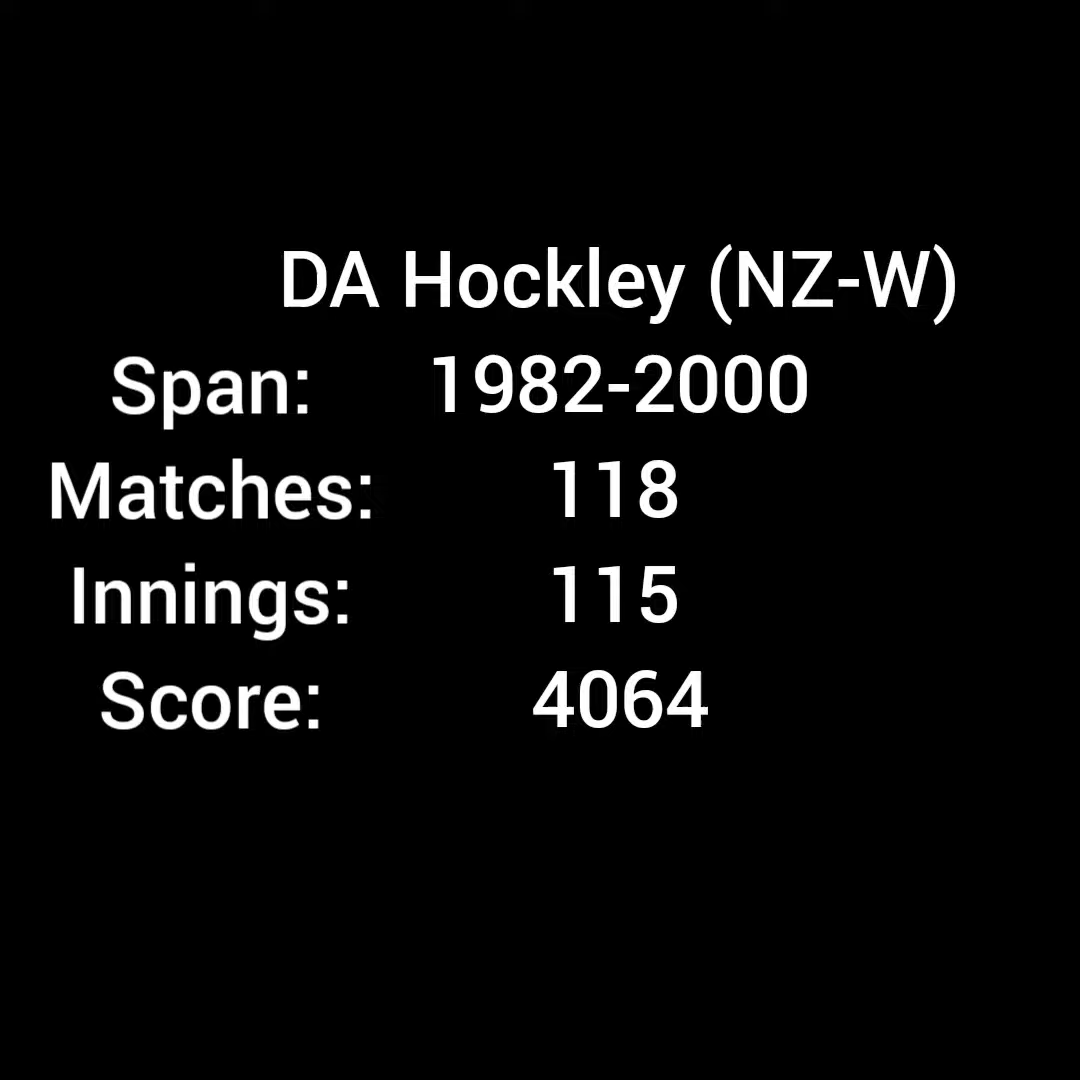 DA Hockley (NZ-W)
Span: 1982-2000
Matches: 118
Innings: 115
Score: 4064